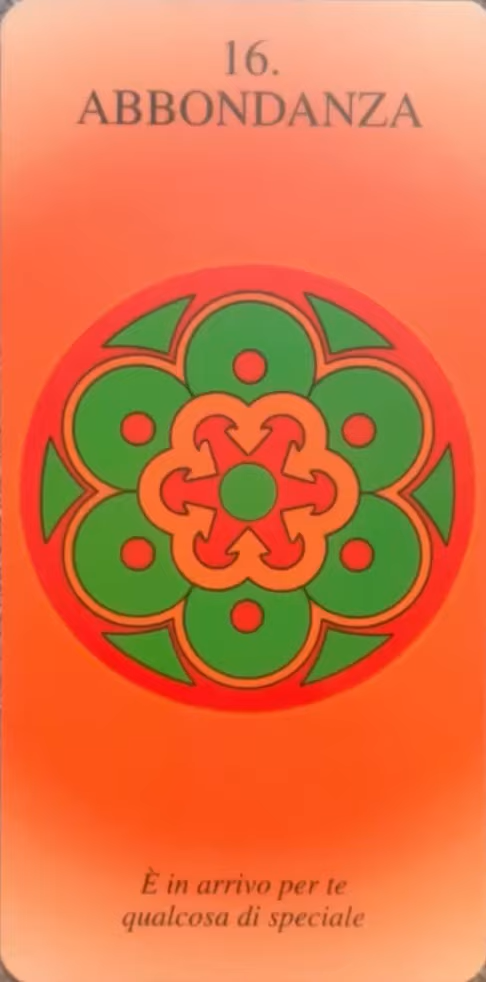 16.
ABBONDANZA
È in arrivo per te
qualcosa di speciale